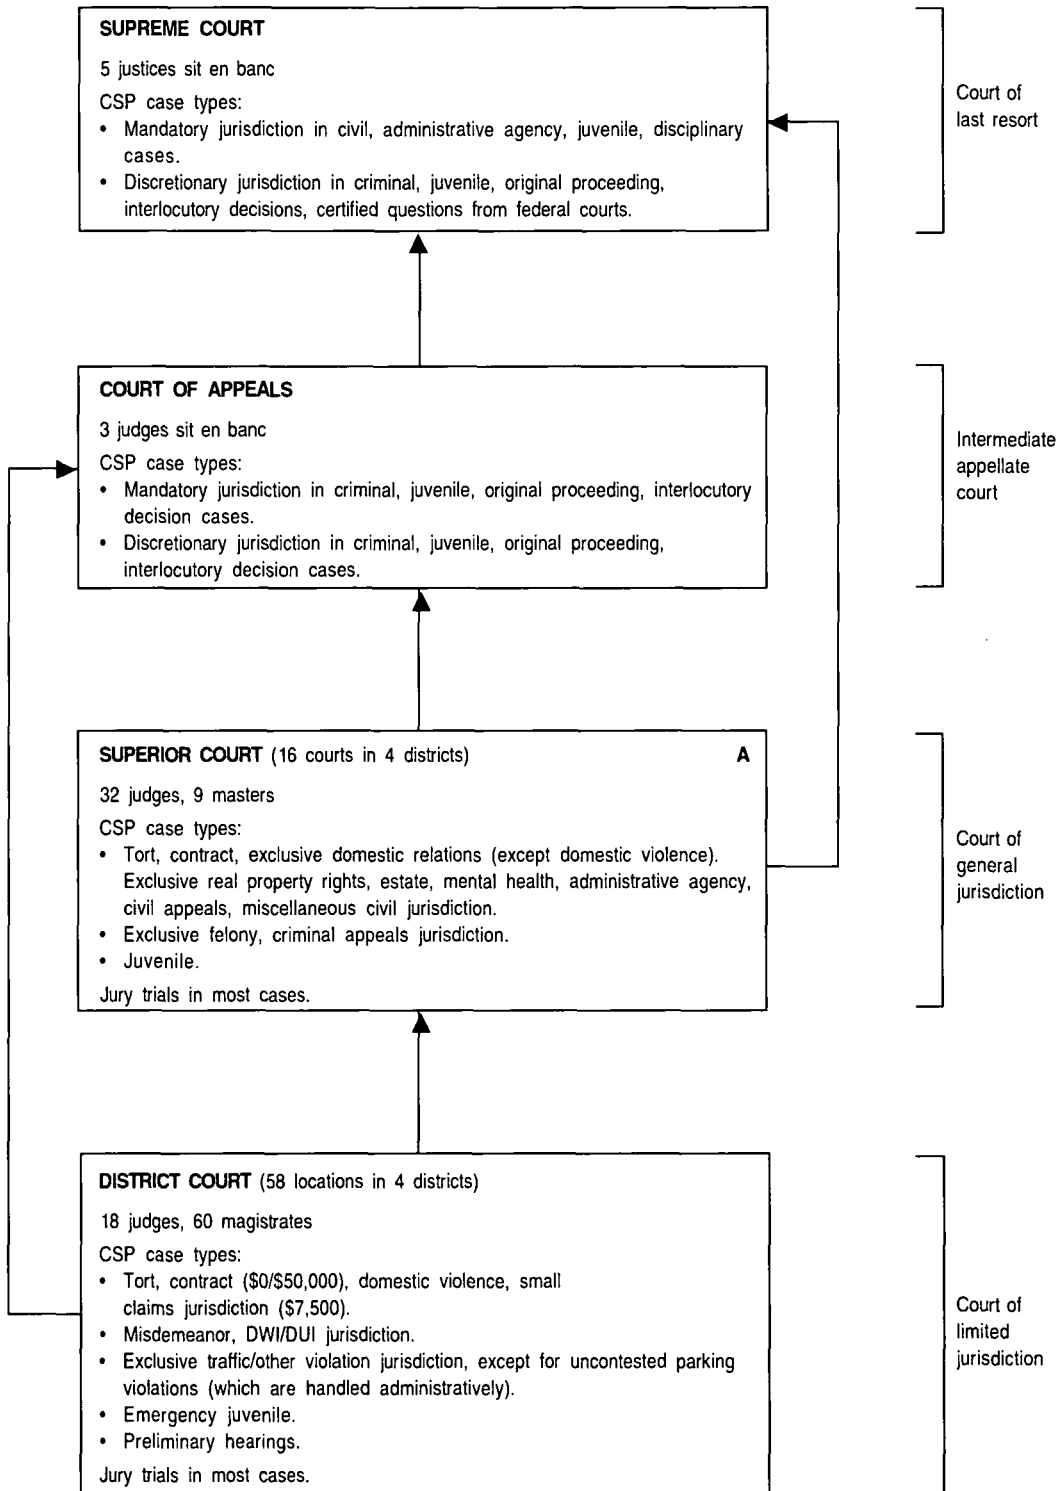 SUPREME COURT
5 justices sit en banc
CSP case types:
• Mandatory jurisdiction in civil, administrative agency, juvenile, disciplinary
cases.
• Discretionary jurisdiction in criminal, juvenile, original proceeding,
interlocutory decisions, certified questions from federal courts.
Court of
last resort
COURT OF APPEALS
3 judges sit en banc
CSP case types:
• Mandatory jurisdiction in criminal, juvenile, original proceeding, interlocutory
decision cases.
• Discretionary jurisdiction in criminal, juvenile, original proceeding,
interlocutory decision cases.
Intermediate
appellate
court
SUPERIOR COURT (16 courts in 4 districts) A
32 judges, 9 masters
CSP case types:
• Tort, contract, exclusive domestic relations (except domestic violence).
Exclusive real property rights, estate, mental health, administrative agency,
civil appeals, miscellaneous civil jurisdiction.
• Exclusive felony, criminal appeals jurisdiction.
• Juvenile.
Jury trials in most cases.
Court of
general
jurisdiction
DISTRICT COURT (58 locations in 4 districts)
18 judges, 60 magistrates
CSP case types:
• Tort, contract ($0/$50,000), domestic violence, small
claims jurisdiction ($7,500).
• Misdemeanor, DWI/DUI jurisdiction.
• Exclusive traffic/other violation jurisdiction, except for uncontested parking
violations (which are handled administratively).
• Emergency juvenile.
• Preliminary hearings.
Jury trials in most cases.
Court of
limited
jurisdiction